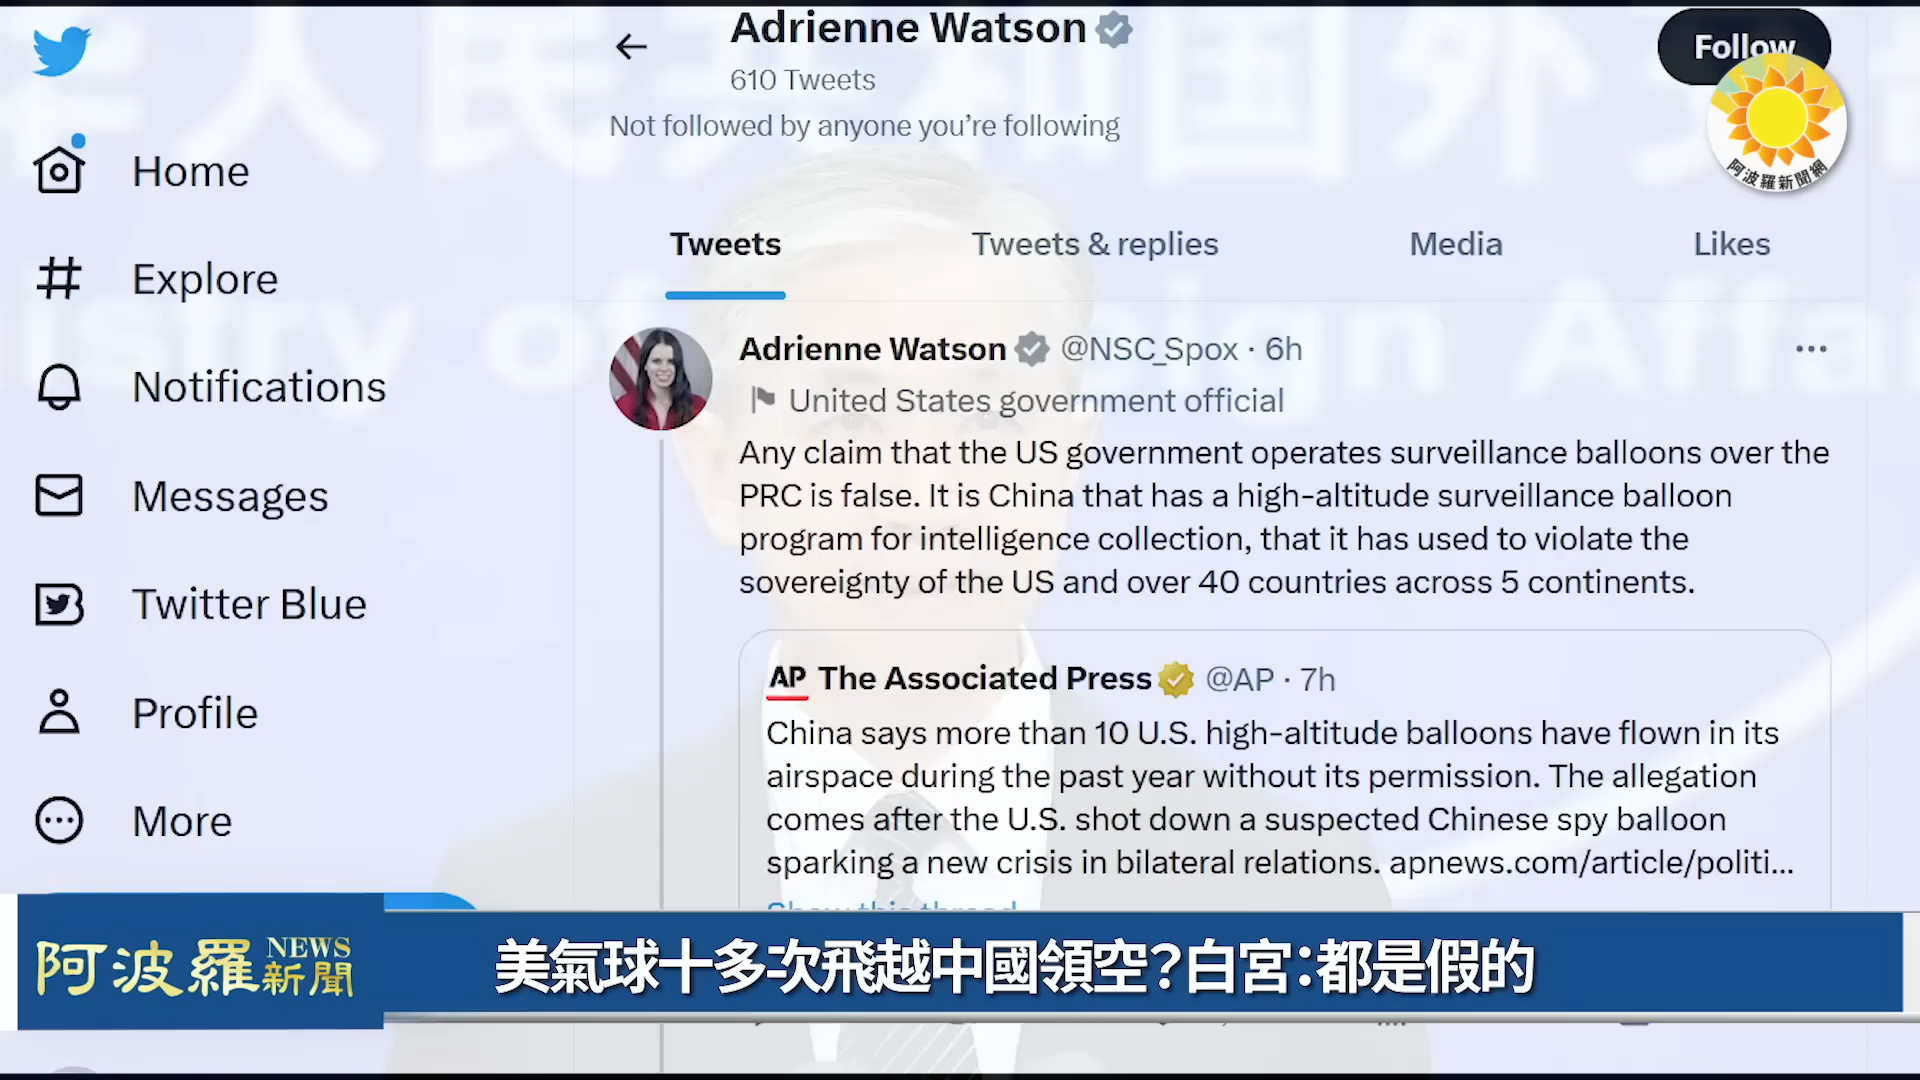 Adrienne Watson
610 Tweets
Not followed by anyone you're following
Follow
阿波羅新聞網
Home
Explore
Notifications
Messages
Twitter Blue
Profile
More
Tweets
Tweets & replies
Media
Likes
Adrienne Watson @NSC_Spox · 6h
United States government official
Any claim that the US government operates surveillance balloons over the
PRC is false. It is China that has a high-altitude surveillance balloon
program for intelligence collection, that it has used to violate the
sovereignty of the US and over 40 countries across 5 continents.
AP The Associated Press @AP · 7h
China says more than 10 U.S. high-altitude balloons have flown in its
airspace during the past year without its permission. The allegation
comes after the U.S. shot down a suspected Chinese spy balloon
sparking a new crisis in bilateral relations. apnews.com/article/politi...
Show this thread
阿波羅 NEWS 新聞
美氣球十多次飛越中國領空?白宮:都是假的